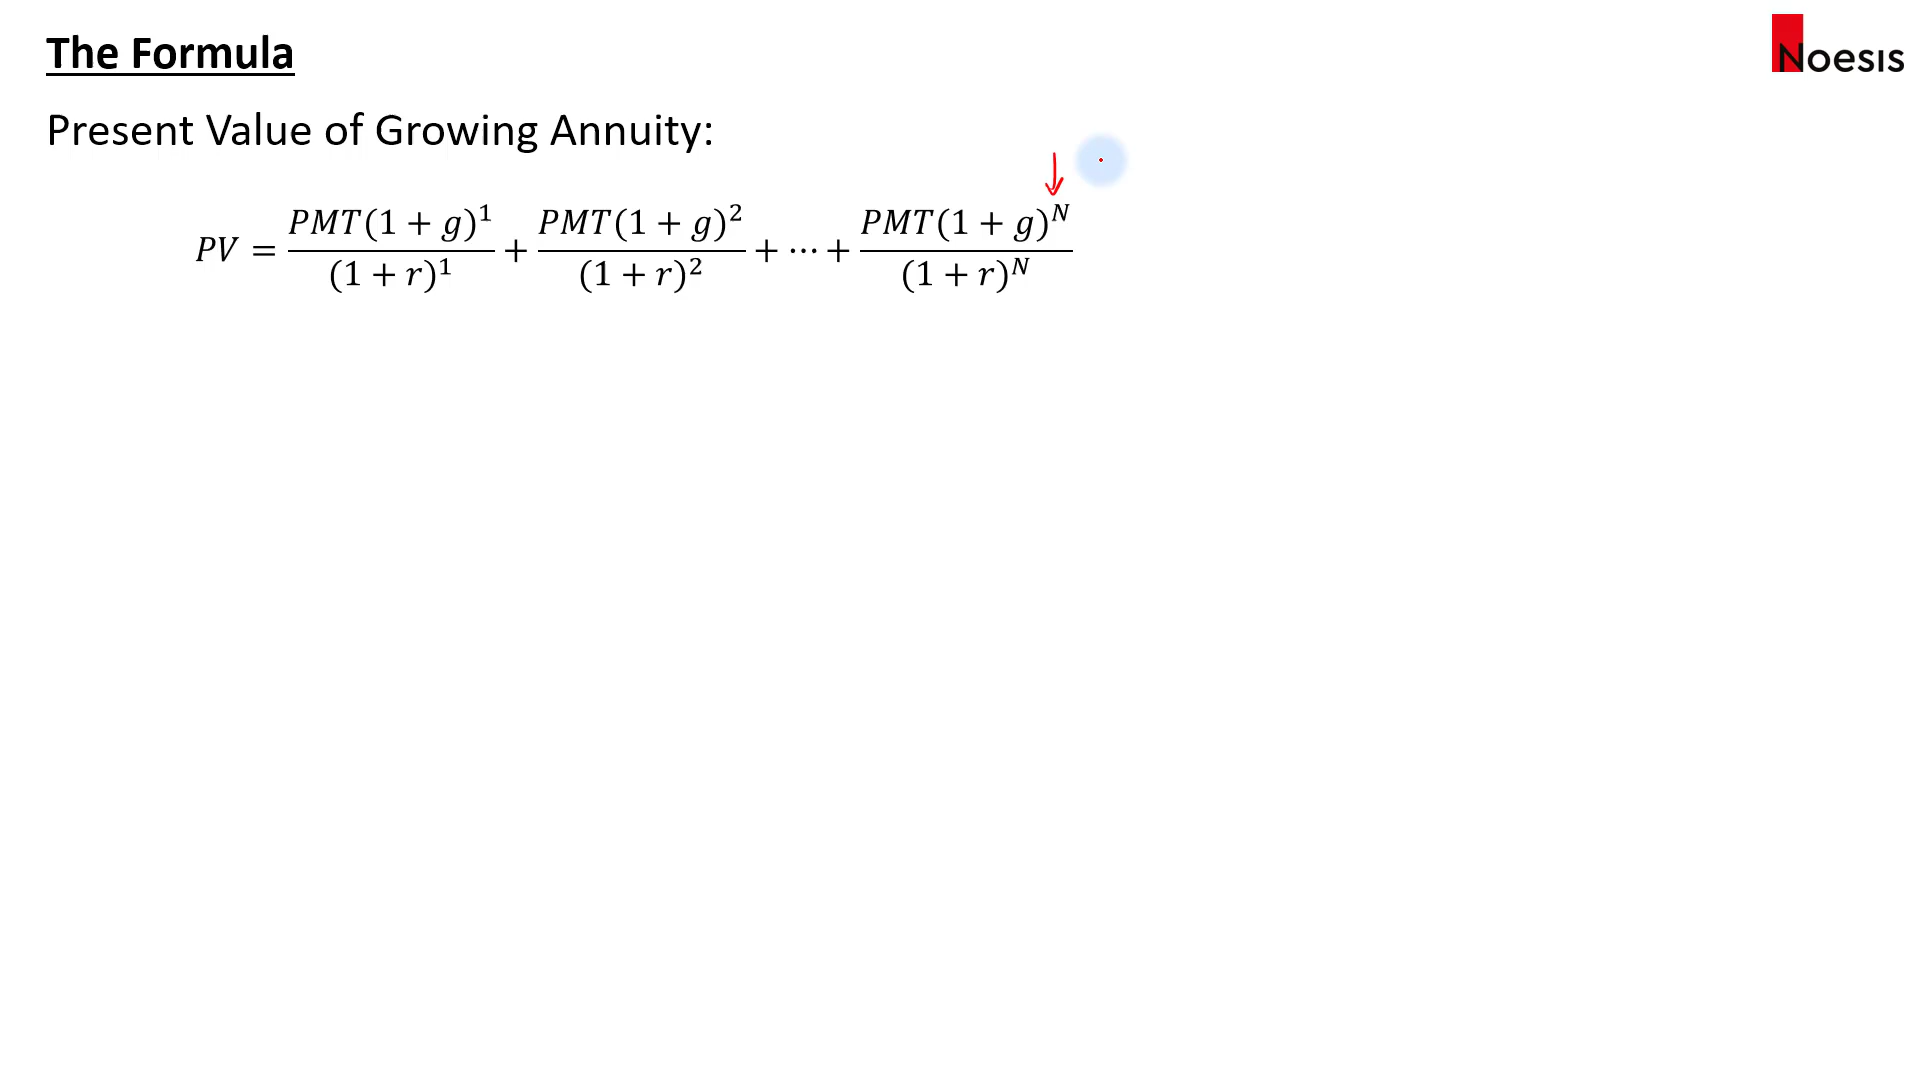 The Formula
Noesis
Present Value of Growing Annuity:
PV = PMT(1 + g)^1/(1 + r)^1 + PMT(1 + g)^2/(1 + r)^2 + ⋯ + PMT(1 + g)^N/(1 + r)^N